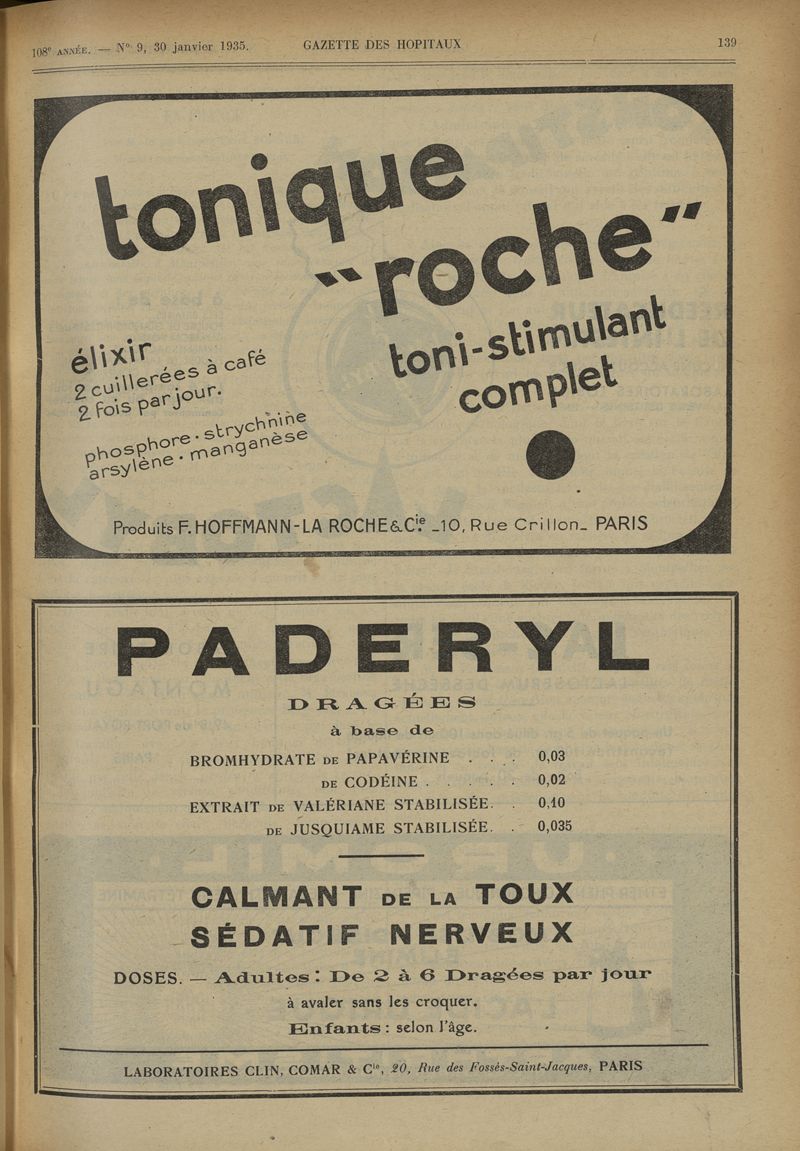 108e ANNÉE. — N° 9, 30 janvier 1935. GAZETTE DES HOPITAUX 139
tonique
"roche"
toni-stimulant
complet
élixir
2 cuillerées à café
2 fois par jour.
phosphore · strychnine
arsylène · manganèse
Produits F. HOFFMANN-LA ROCHE & Cie _10, Rue Crillon_ PARIS
PADERYL
DRAGÉES
à base de
BROMHYDRATE DE PAPAVÉRINE . . . 0,03
DE CODÉINE . . . . . 0,02
EXTRAIT DE VALÉRIANE STABILISÉE. . 0,10
DE JUSQUIAME STABILISÉE. . 0,035
CALMANT DE LA TOUX
SÉDATIF NERVEUX
DOSES. — Adultes : De 2 à 6 Dragées par jour
à avaler sans les croquer.
Enfants : selon l'âge.
LABORATOIRES CLIN, COMAR & Cie, 20, Rue des Fossés-Saint-Jacques, PARIS